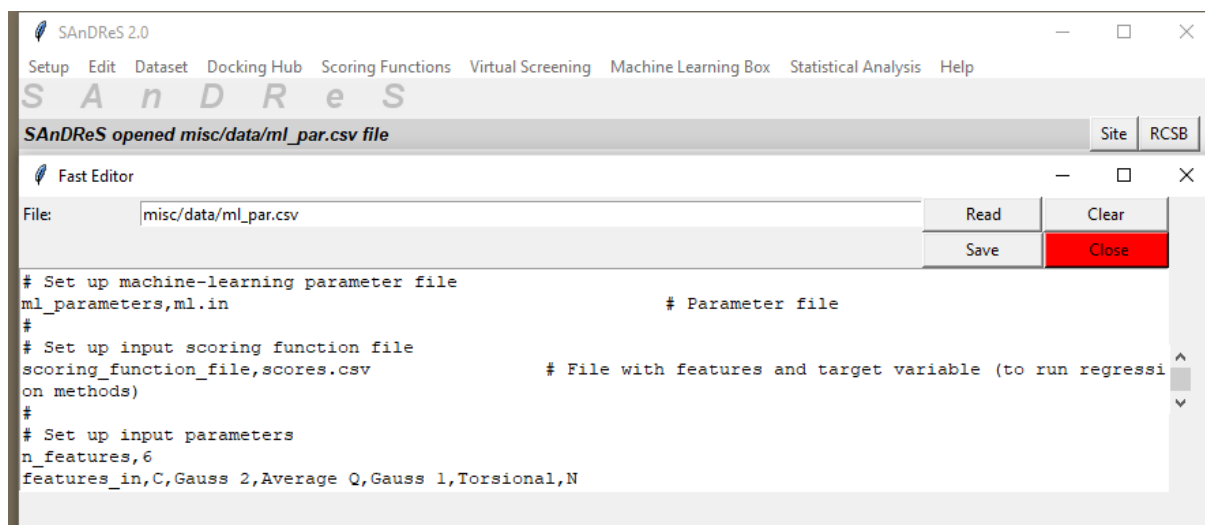 SAnDReS 2.0
Setup Edit Dataset Docking Hub Scoring Functions Virtual Screening Machine Learning Box Statistical Analysis Help
S A n D R e S
SAnDReS opened misc/data/ml_par.csv file Site RCSB
Fast Editor
File: misc/data/ml_par.csv Read Clear
Save Close
# Set up machine-learning parameter file
ml_parameters,ml.in # Parameter file
#
# Set up input scoring function file
scoring_function_file,scores.csv # File with features and target variable (to run regressi
on methods)
#
# Set up input parameters
n_features,6
features_in,C,Gauss 2,Average Q,Gauss 1,Torsional,N